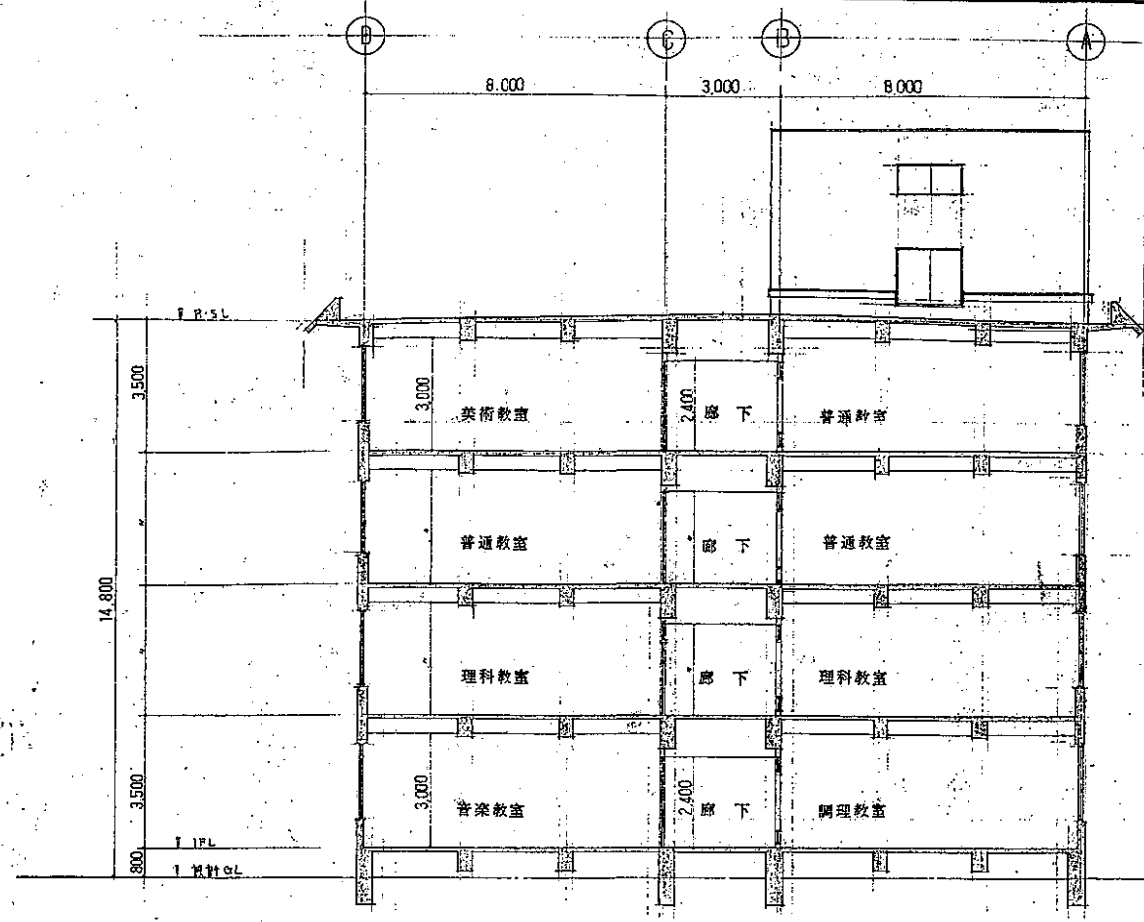 D C B A
8.000 3,000 8.000
R・SL
3,500
3,000
美術教室
2,400
廊 下
普通教室
〃
普通教室
〃
廊 下
普通教室
14,800
〃
理科教室
〃
廊 下
理科教室
3,500
3,000
音楽教室
2,400
廊 下
調理教室
1FL
800
設計GL